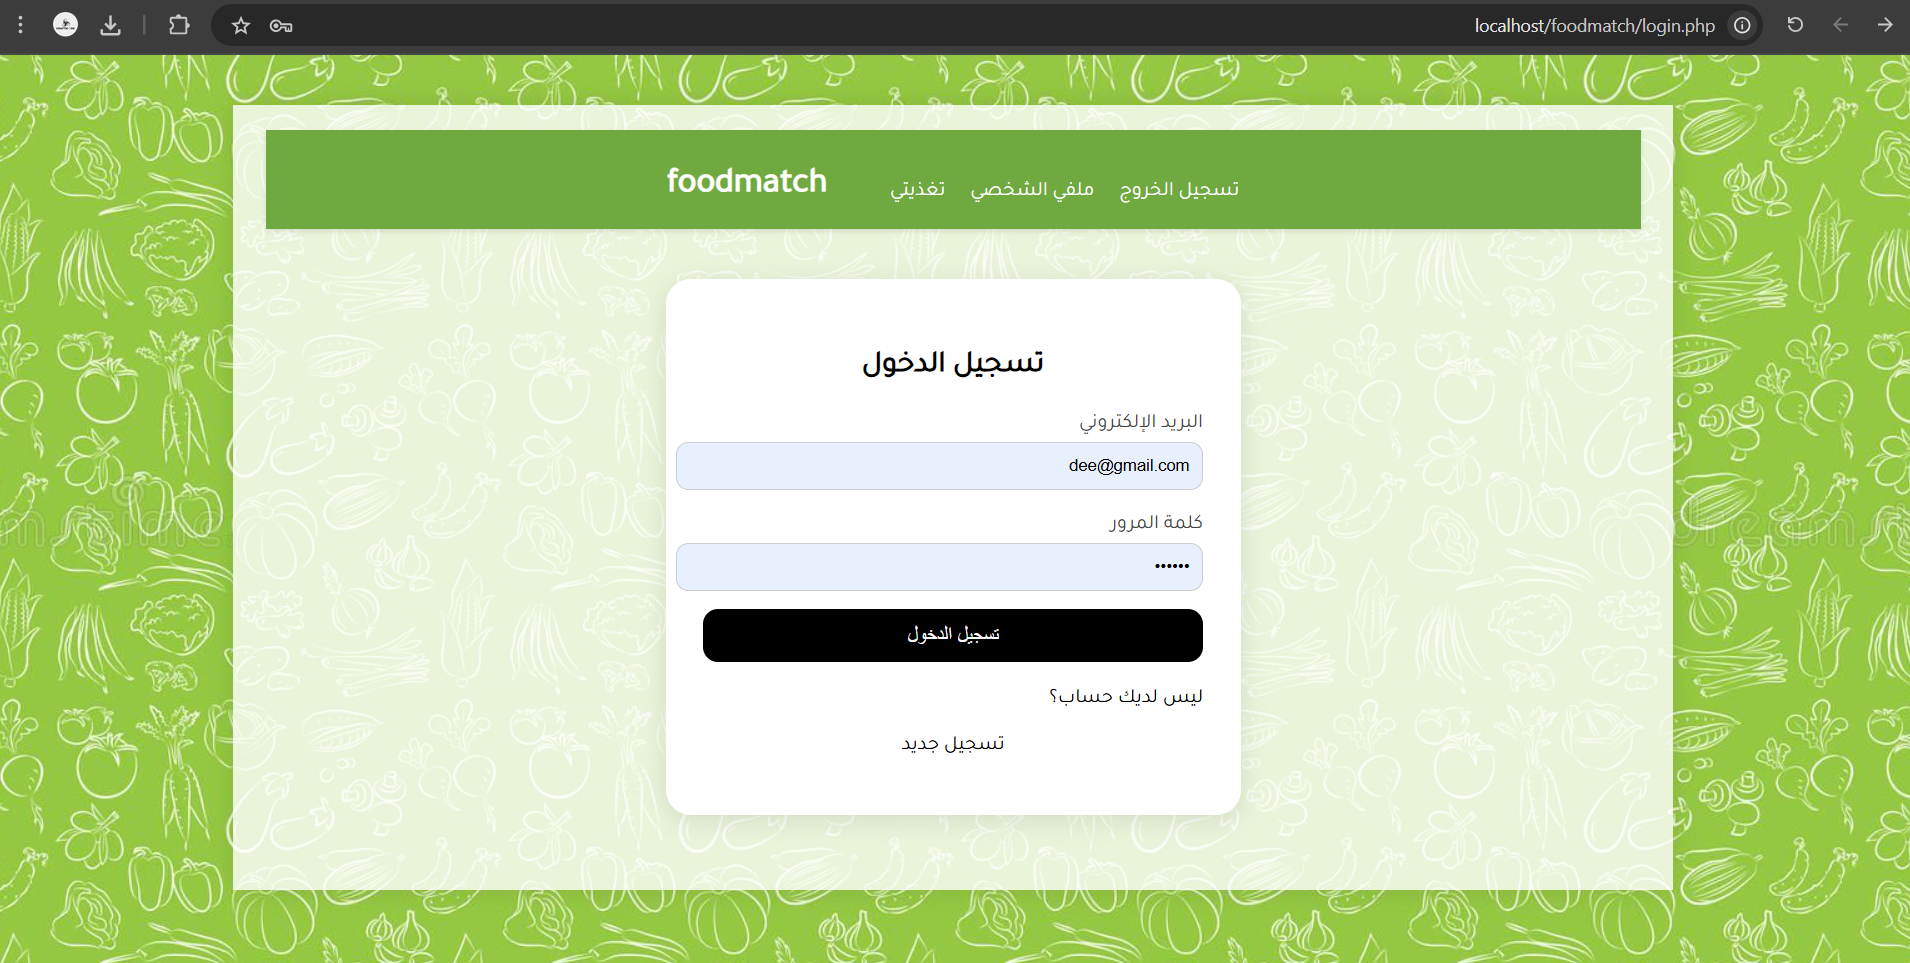 localhost/foodmatch/login.php
foodmatch
تسجيل الخروج ملفي الشخصي تغذيتي
تسجيل الدخول
البريد الإلكتروني
dee@gmail.com
كلمة المرور
••••••
تسجيل الدخول
ليس لديك حساب؟
تسجيل جديد